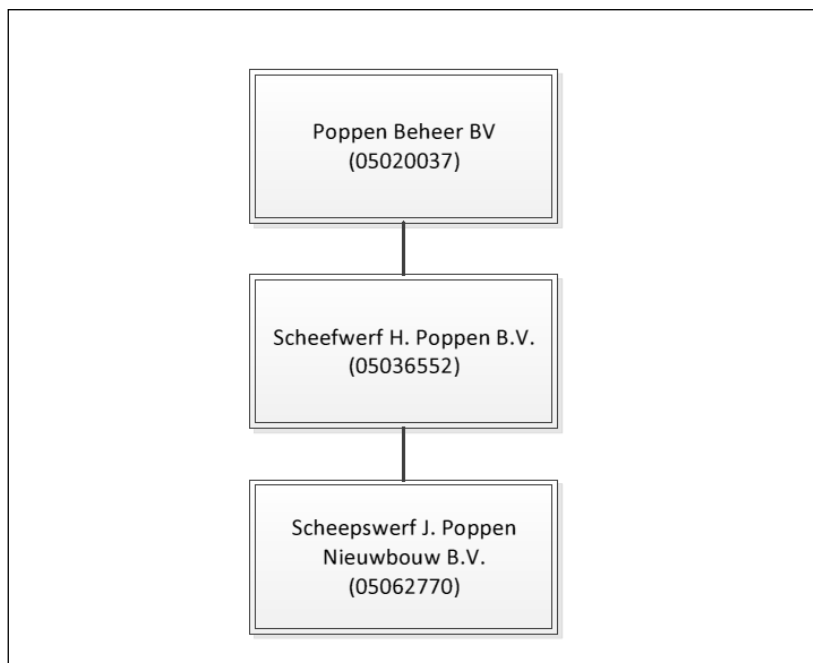 Poppen Beheer BV
(05020037)
Scheefwerf H. Poppen B.V.
(05036552)
Scheepswerf J. Poppen
Nieuwbouw B.V.
(05062770)